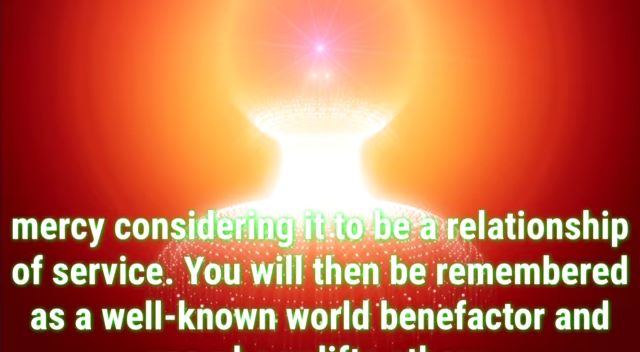 mercy considering it to be a relationship
of service. You will then be remembered
as a well-known world benefactor and